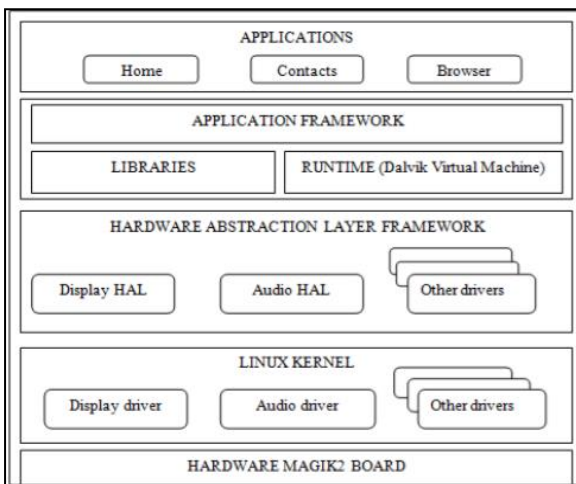 APPLICATIONS
Home Contacts Browser
APPLICATION FRAMEWORK
LIBRARIES RUNTIME (Dalvik Virtual Machine)
HARDWARE ABSTRACTION LAYER FRAMEWORK
Display HAL Audio HAL Other drivers
LINUX KERNEL
Display driver Audio driver Other drivers
HARDWARE MAGIK2 BOARD